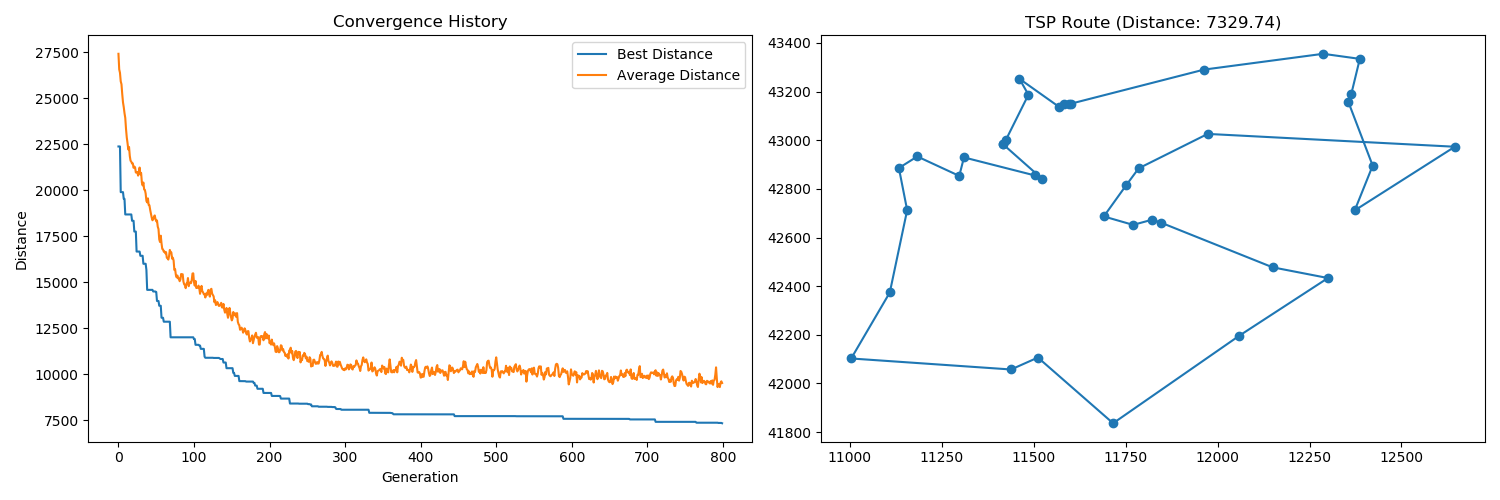 Convergence History
Distance
27500
25000
22500
20000
17500
15000
12500
10000
7500
0 100 200 300 400 500 600 700 800
Generation
Best Distance
Average Distance
TSP Route (Distance: 7329.74)
43400
43200
43000
42800
42600
42400
42200
42000
41800
11000 11250 11500 11750 12000 12250 12500